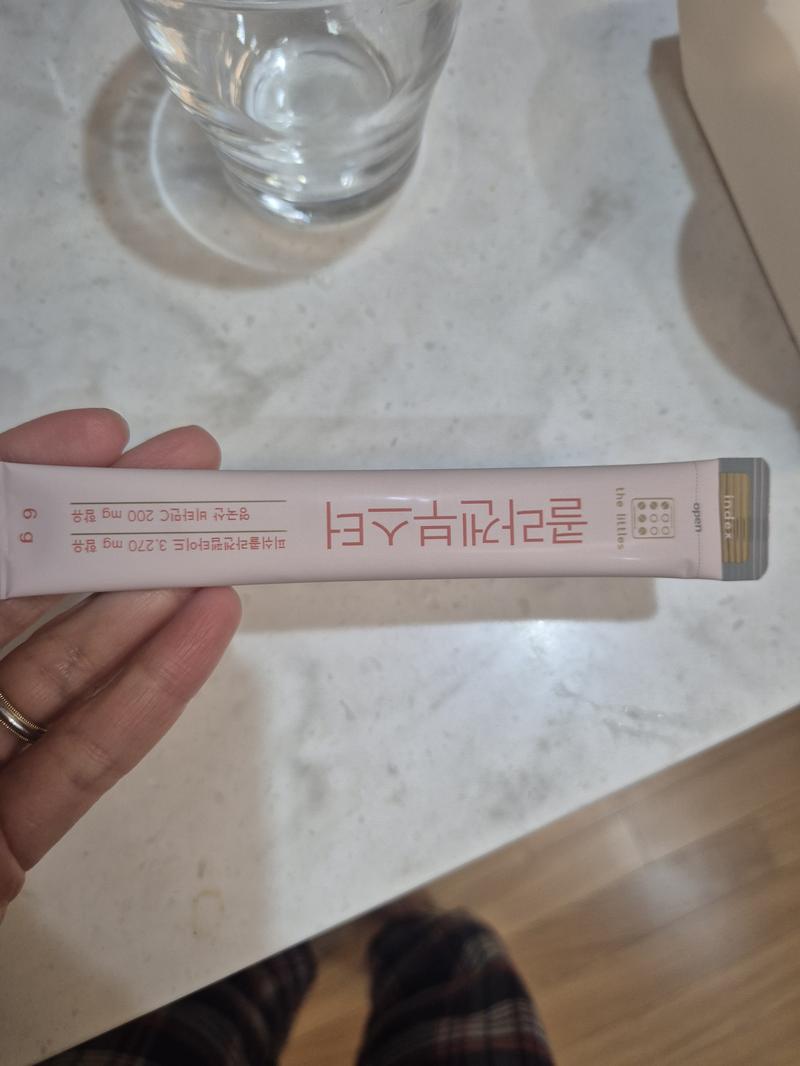 index
open
the littles
콜라겐부스터
피쉬콜라겐펩타이드 3,270 mg 함유
영국산 비타민C 200 mg 함유
6 g